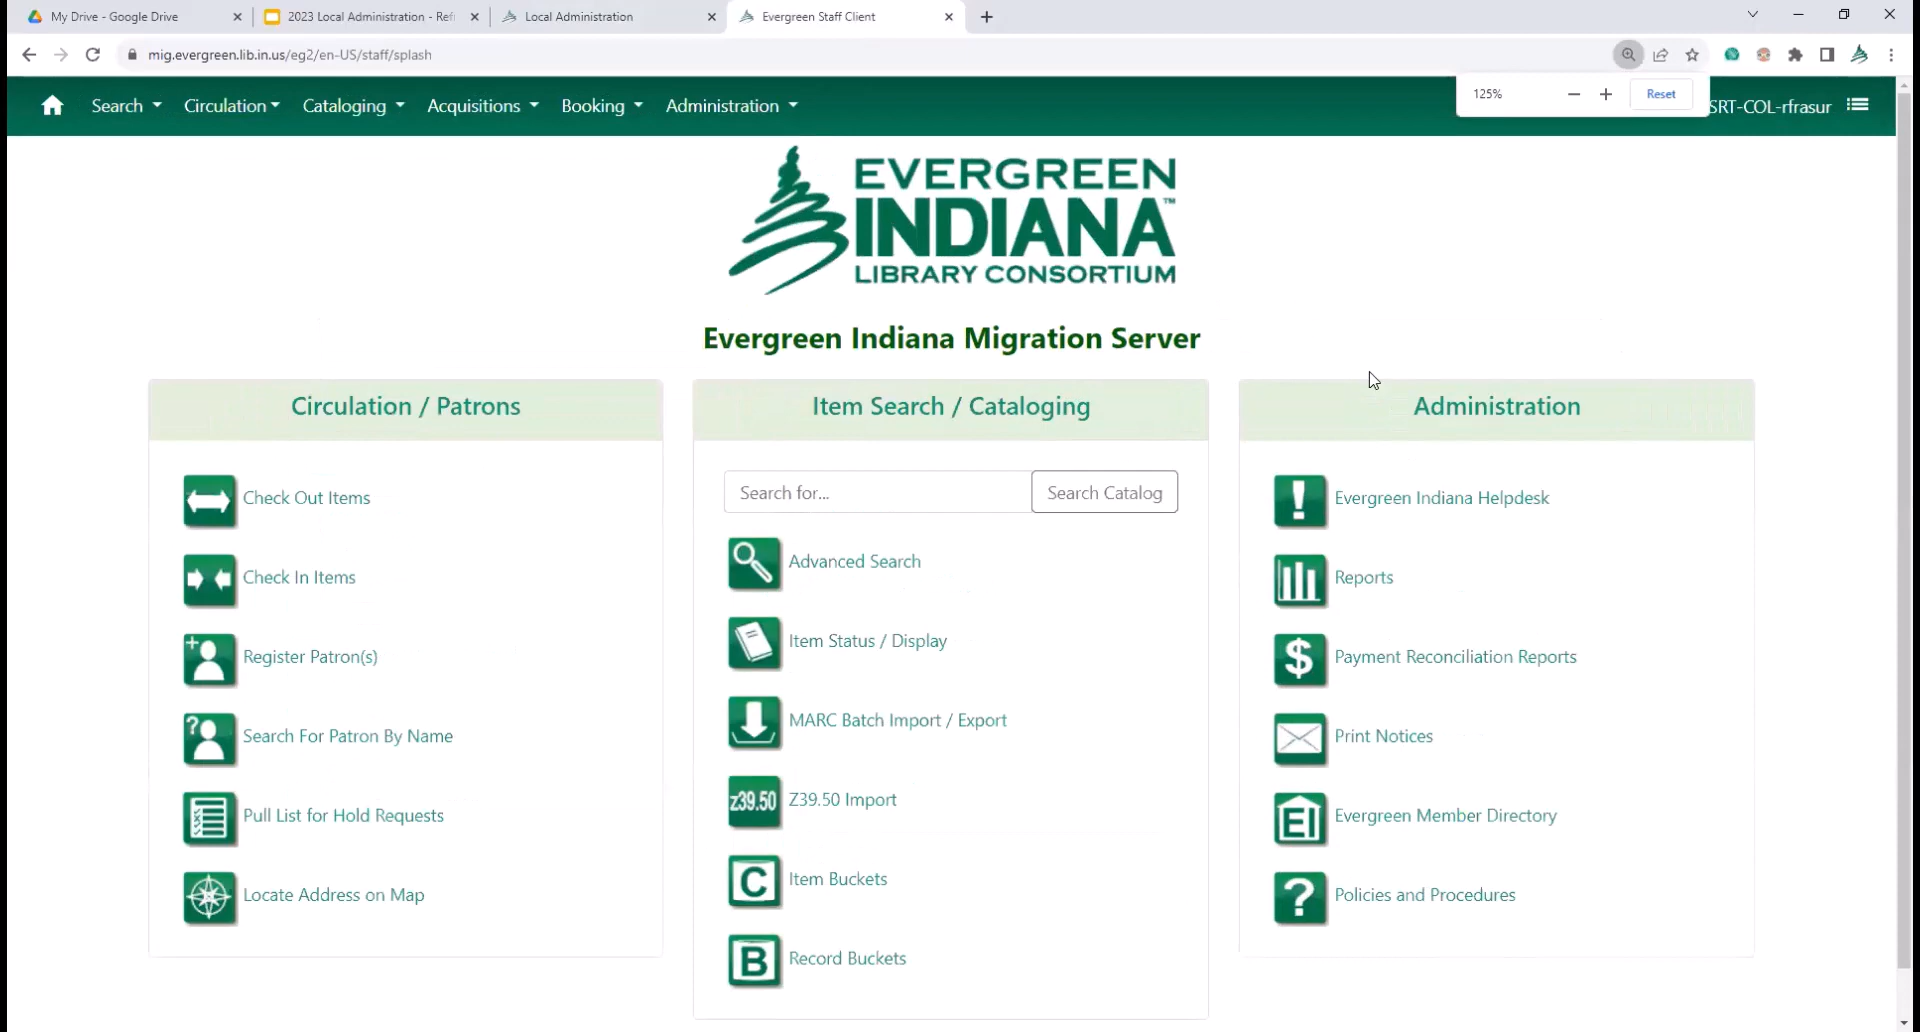 My Drive - Google Drive
2023 Local Administration - Ref
Local Administration
Evergreen Staff Client
mig.evergreen.lib.in.us/eg2/en-US/staff/splash
Search
Circulation
Cataloging
Acquisitions
Booking
Administration
125%
Reset
SRT-COL-rfrasur
EVERGREEN
INDIANA™
LIBRARY CONSORTIUM
Evergreen Indiana Migration Server
Circulation / Patrons
Check Out Items
Check In Items
Register Patron(s)
Search For Patron By Name
Pull List for Hold Requests
Locate Address on Map
Item Search / Cataloging
Search for...
Search Catalog
Advanced Search
Item Status / Display
MARC Batch Import / Export
z39.50 Z39.50 Import
C Item Buckets
B Record Buckets
Administration
! Evergreen Indiana Helpdesk
Reports
$ Payment Reconciliation Reports
Print Notices
EI Evergreen Member Directory
? Policies and Procedures